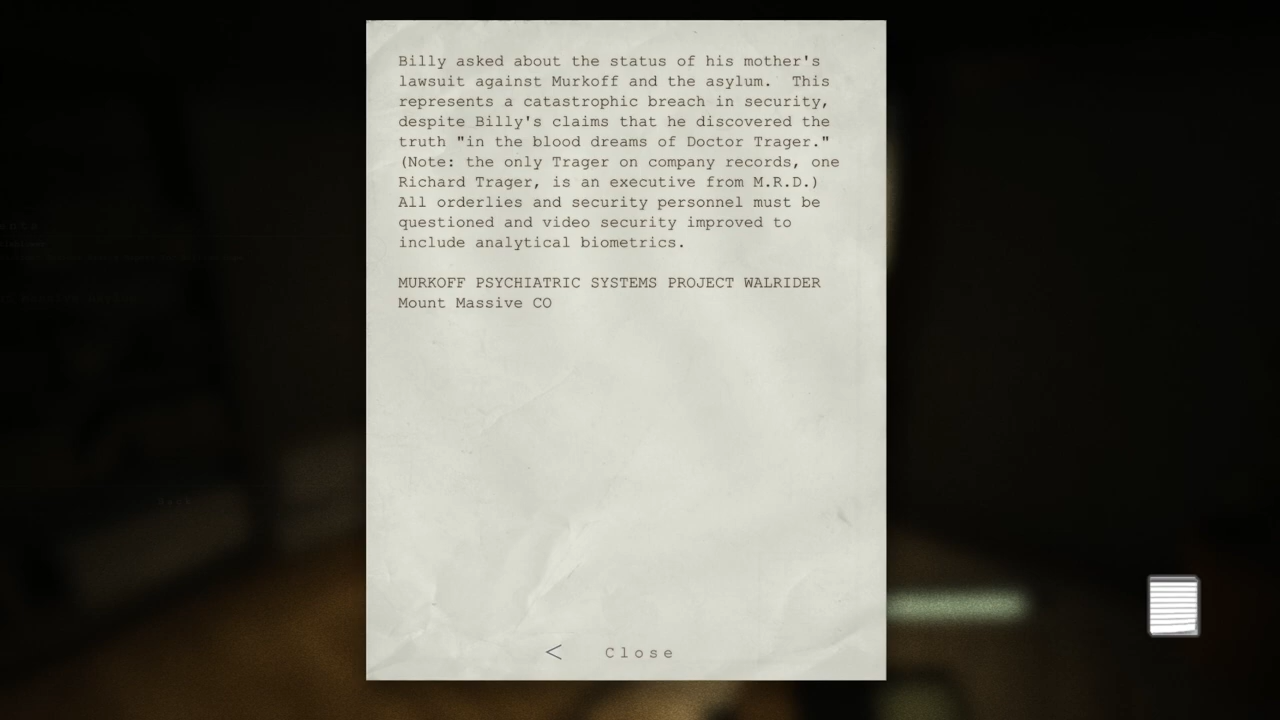 Billy asked about the status of his mother's
lawsuit against Murkoff and the asylum.  This
represents a catastrophic breach in security,
despite Billy's claims that he discovered the
truth "in the blood dreams of Doctor Trager."
(Note: the only Trager on company records, one
Richard Trager, is an executive from M.R.D.)
All orderlies and security personnel must be
questioned and video security improved to
include analytical biometrics.

MURKOFF PSYCHIATRIC SYSTEMS PROJECT WALRIDER
Mount Massive CO
< Close